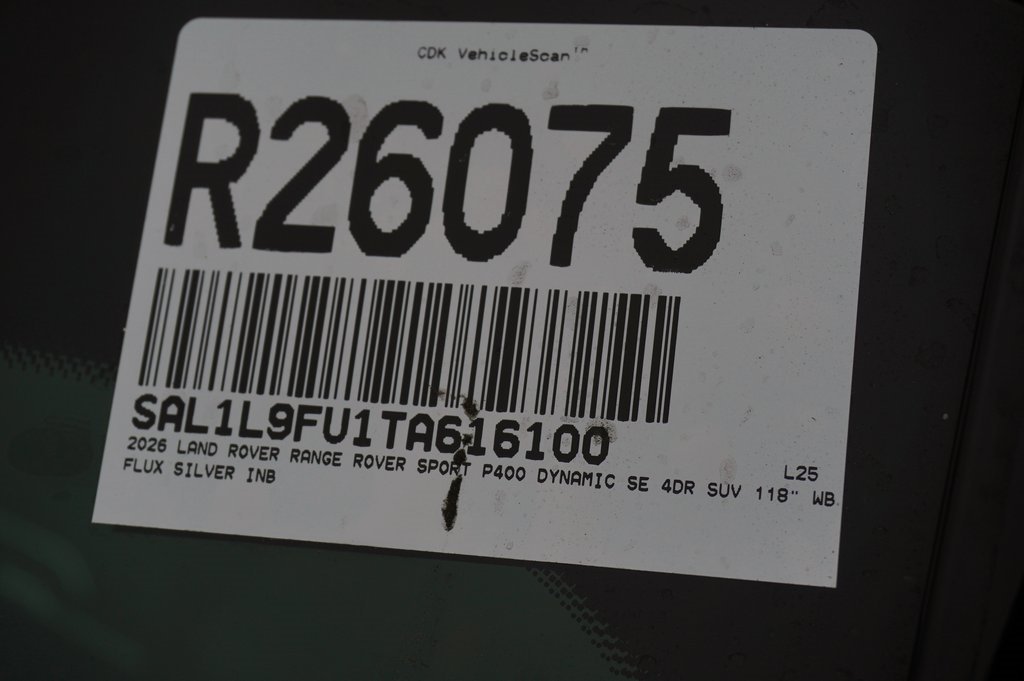 CDK VehicleScan™
R26075
SAL1L9FU1TA616100
2026 LAND ROVER RANGE ROVER SPORT P400 DYNAMIC SE 4DR SUV 118" WB
L25
FLUX SILVER INB